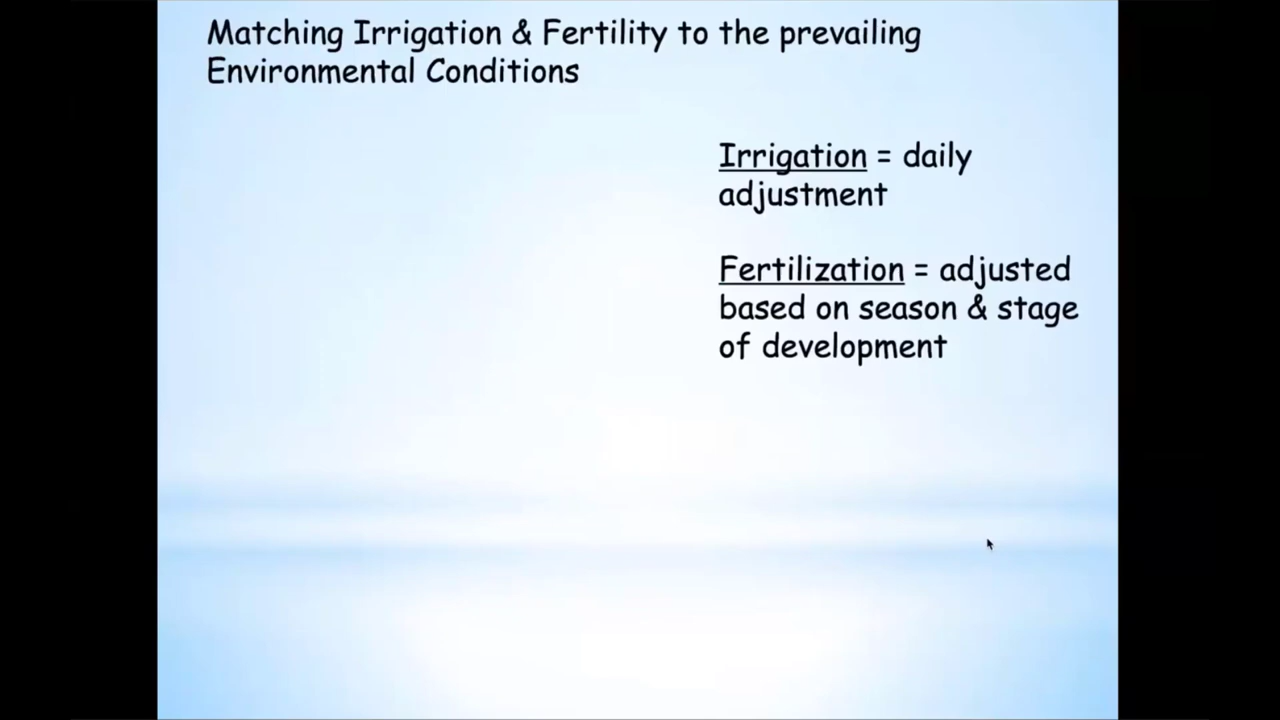 Matching Irrigation & Fertility to the prevailing
Environmental Conditions
Irrigation = daily
adjustment
Fertilization = adjusted
based on season & stage
of development